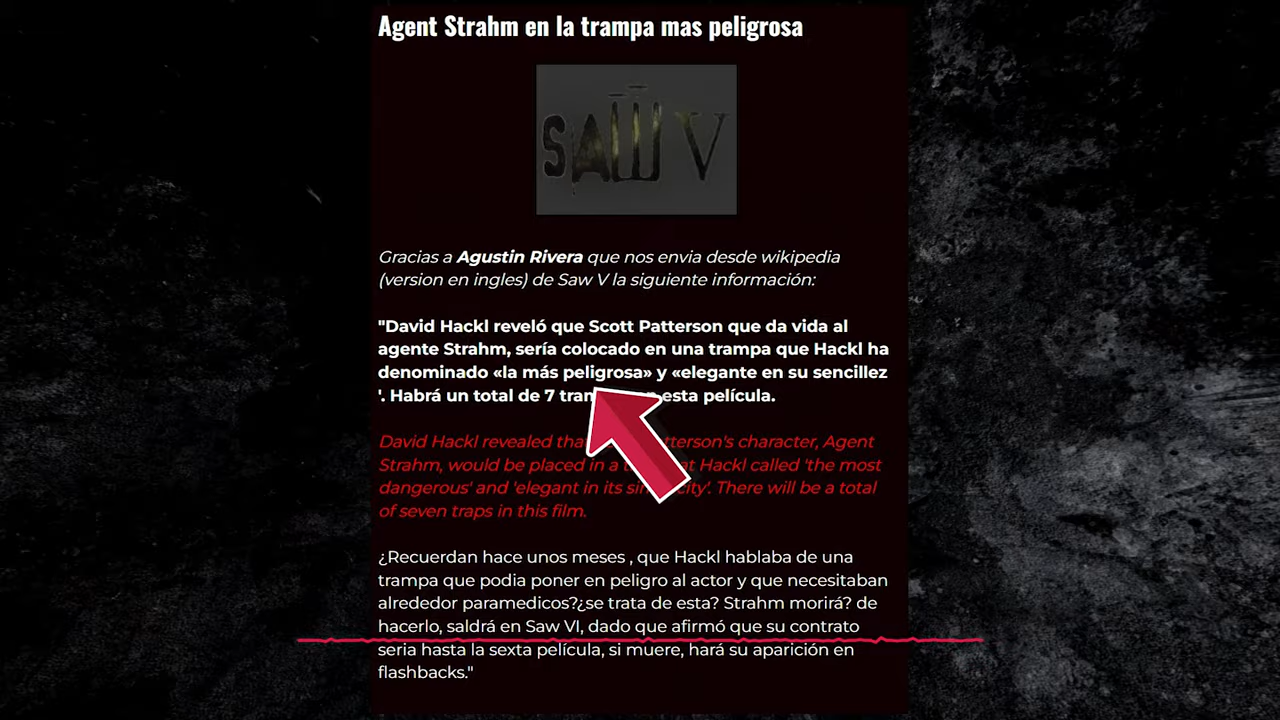 Agent Strahm en la trampa mas peligrosa
SAW V
Gracias a Agustin Rivera que nos envia desde wikipedia
(version en ingles) de Saw V la siguiente información:
"David Hackl reveló que Scott Patterson que da vida al
agente Strahm, sería colocado en una trampa que Hackl ha
denominado «la más peligrosa» y «elegante en su sencillez
'. Habrá un total de 7 esta película.
David Hackl revealed character, Agent
Strahm, would be placed in a Hackl called 'the most
dangerous' and 'elegant in its There will be a total
of seven traps in this film.
¿Recuerdan hace unos meses , que Hackl hablaba de una
trampa que podia poner en peligro al actor y que necesitaban
alrededor paramedicos?¿se trata de esta? Strahm morirá? de
hacerlo, saldrá en Saw VI, dado que afirmó que su contrato
seria hasta la sexta película, si muere, hará su aparición en
flashbacks."